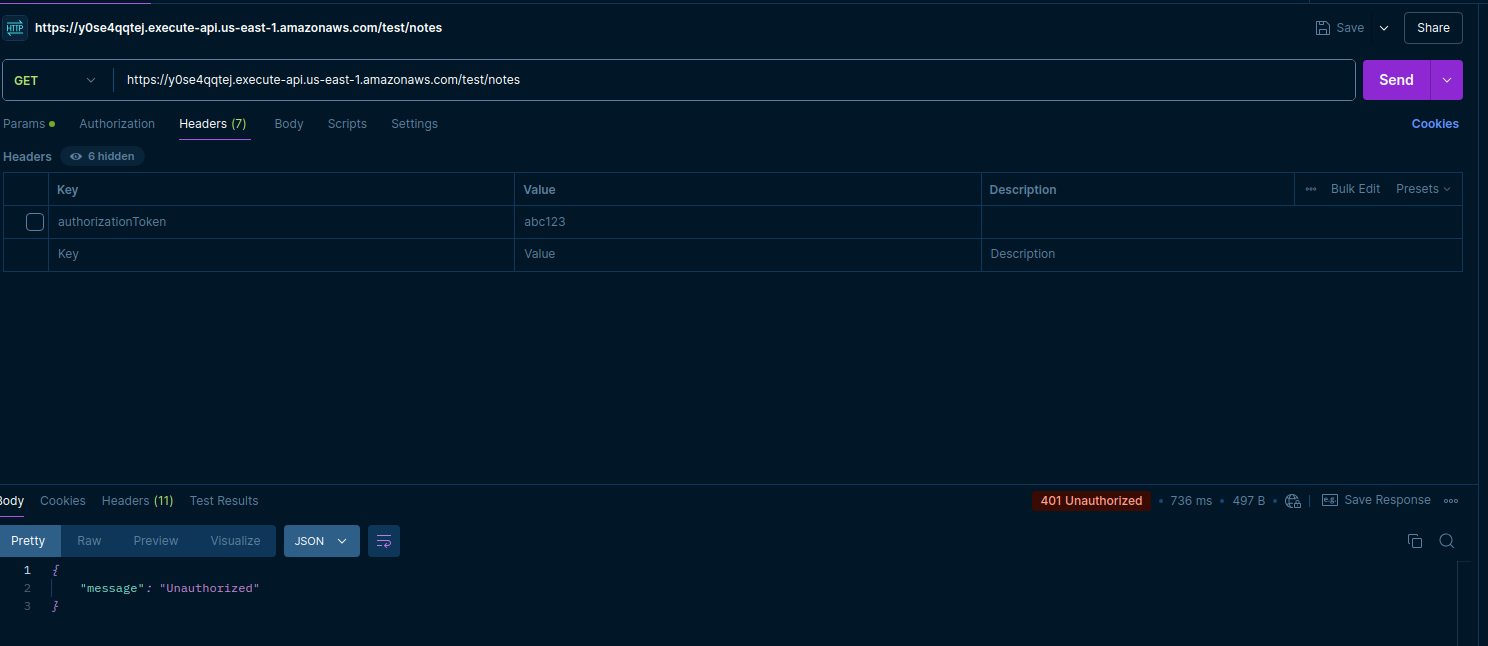 HTTP https://y0se4qqtej.execute-api.us-east-1.amazonaws.com/test/notes Save Share
GET https://y0se4qqtej.execute-api.us-east-1.amazonaws.com/test/notes Send
Params Authorization Headers (7) Body Scripts Settings Cookies
Headers 6 hidden
Key Value Description Bulk Edit Presets
authorizationToken abc123
Key Value Description
Body Cookies Headers (11) Test Results 401 Unauthorized • 736 ms • 497 B • e.g. Save Response
Pretty Raw Preview Visualize JSON
1 {
2 "message": "Unauthorized"
3 }